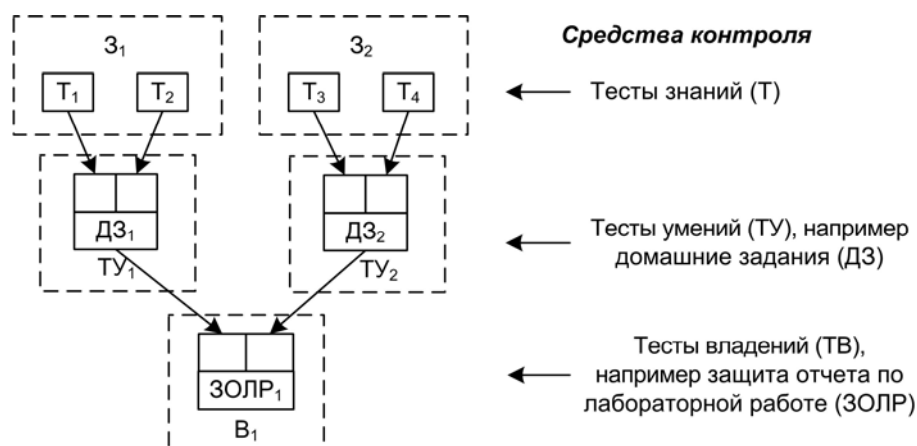 З₁
З₂
Средства контроля
Т₁
Т₂
Т₃
Т₄
Тесты знаний (Т)
ДЗ₁
ДЗ₂
ТУ₁
ТУ₂
Тесты умений (ТУ), например
домашние задания (ДЗ)
ЗОЛР₁
В₁
Тесты владений (ТВ),
например защита отчета по
лабораторной работе (ЗОЛР)